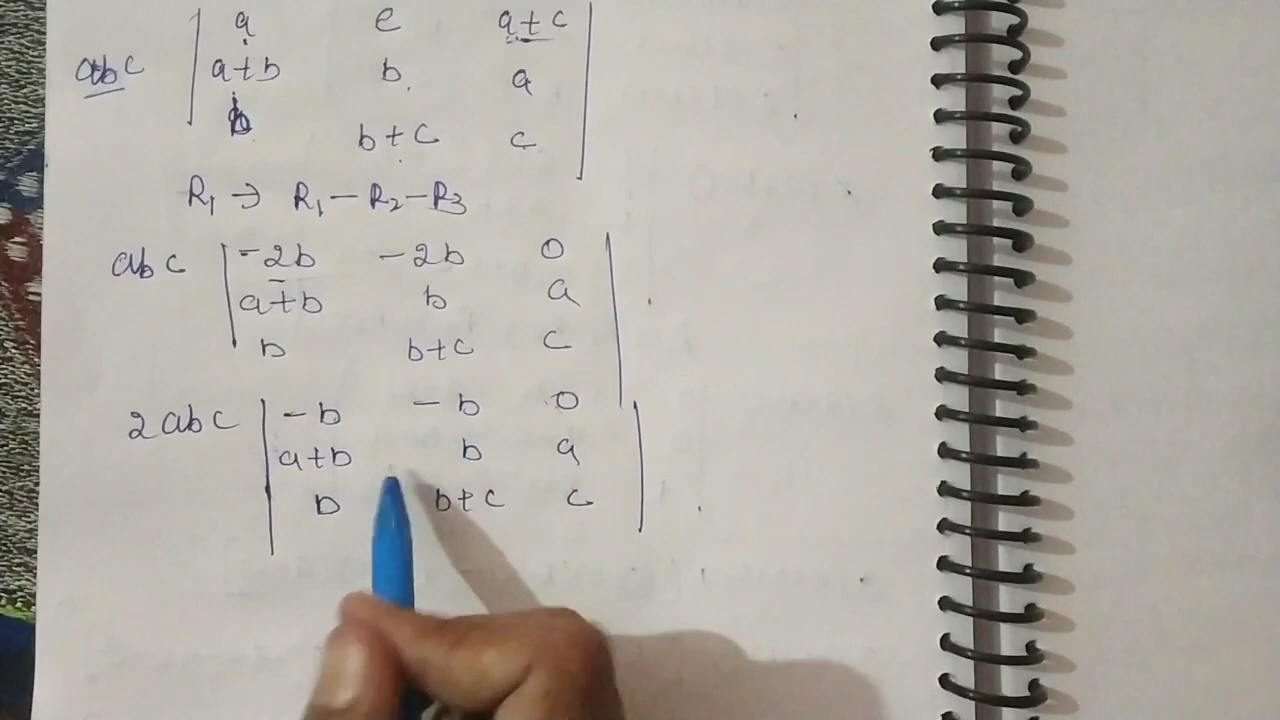 a c a+c
abc a+b b a
b b+c c
R₁ → R₁ - R₂ - R₃
abc -2b -2b 0
a+b b a
b b+c c
2abc -b -b 0
a+b b a
b b+c c